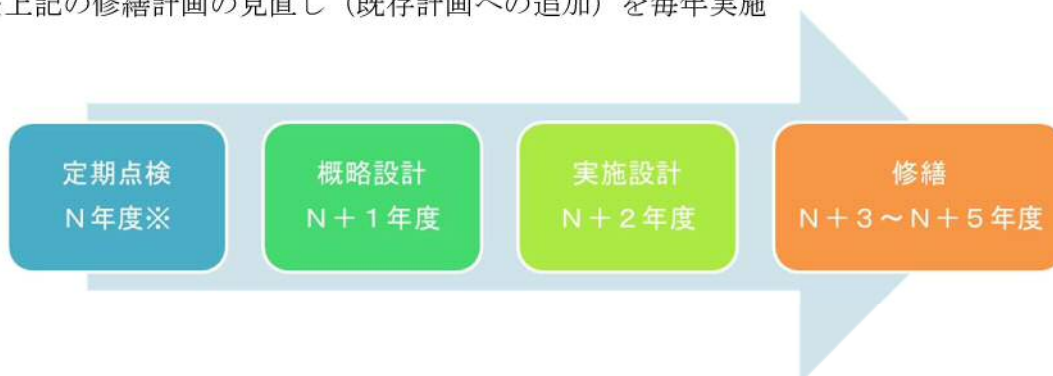 上記の修繕計画の見直し（既存計画への追加）を毎年実施
定期点検
Ｎ年度※
概略設計
Ｎ＋１年度
実施設計
Ｎ＋２年度
修繕
Ｎ＋３～Ｎ＋５年度